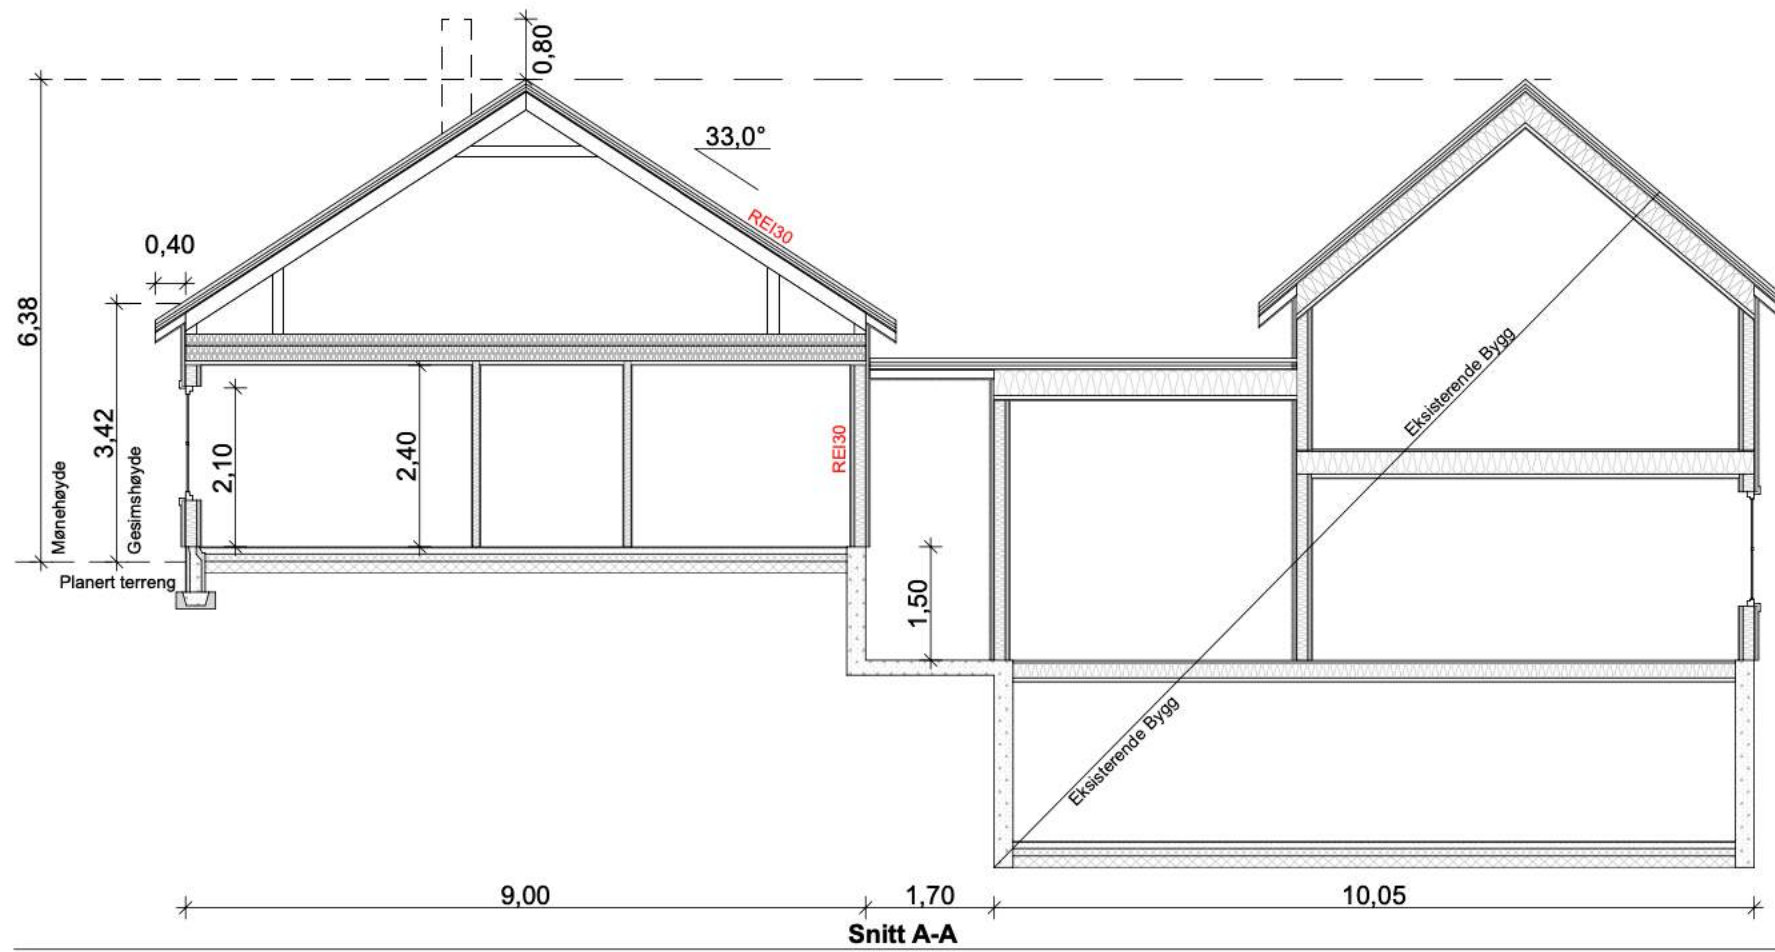 0,80
33,0°
REI30
0,40
6,38
3,42
Mønehøyde
Gesimshøyde
2,10
2,40
REI30
Eksisterende Bygg
Planert terreng
1,50
Eksisterende Bygg
9,00
1,70
10,05
Snitt A-A